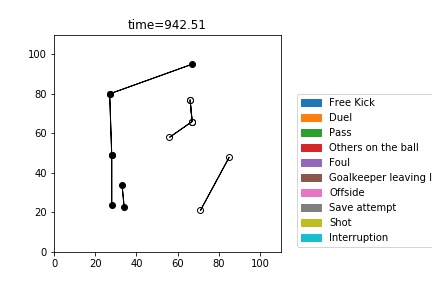 time=942.51
100
80
60
40
20
0
0 20 40 60 80 100
Free Kick
Duel
Pass
Others on the ball
Foul
Goalkeeper leaving l
Offside
Save attempt
Shot
Interruption